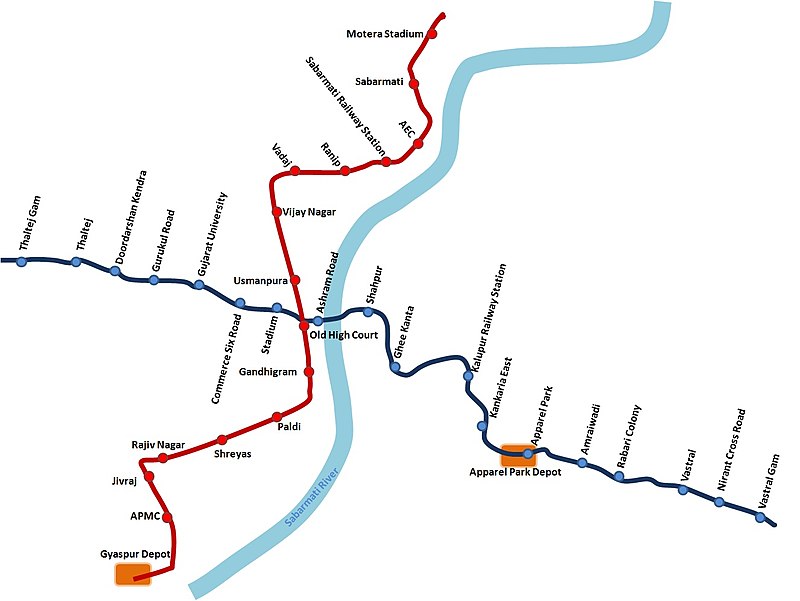 Motera Stadium
Sabarmati
Sabarmati Railway Station
AEC
Ranip
Vadaj
Vijay Nagar
Usmanpura
Old High Court
Gandhigram
Paldi
Shreyas
Rajiv Nagar
Jivraj
APMC
Gyaspur Depot
Thaltej Gam
Thaltej
Doordarshan Kendra
Gurukul Road
Gujarat University
Commerce Six Road
Stadium
Ashram Road
Shahpur
Ghee Kanta
Kalupur Railway Station
Kankaria East
Apparel Park
Apparel Park Depot
Amraiwadi
Rabari Colony
Vastral
Nirant Cross Road
Vastral Gam
Sabarmati River